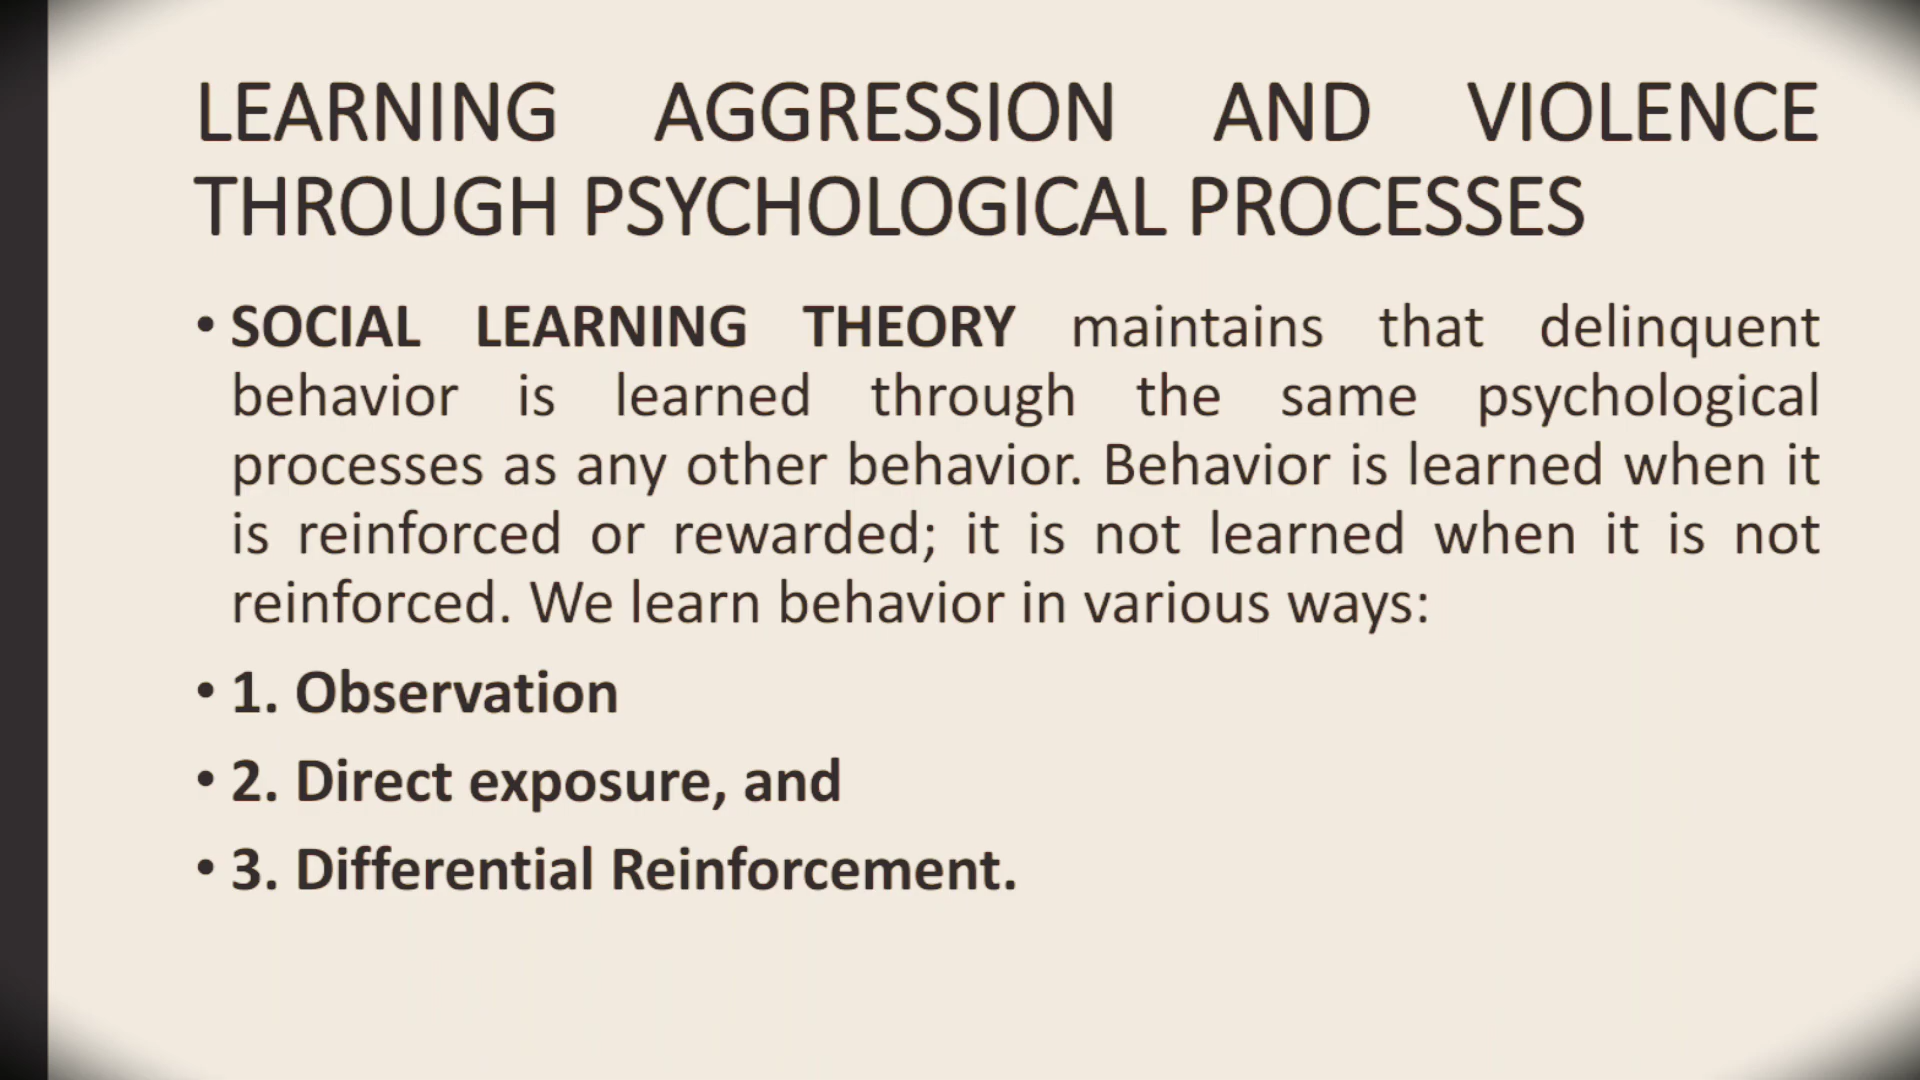 LEARNING AGGRESSION AND VIOLENCE
THROUGH PSYCHOLOGICAL PROCESSES
• SOCIAL LEARNING THEORY maintains that delinquent
behavior is learned through the same psychological
processes as any other behavior. Behavior is learned when it
is reinforced or rewarded; it is not learned when it is not
reinforced. We learn behavior in various ways:
• 1. Observation
• 2. Direct exposure, and
• 3. Differential Reinforcement.